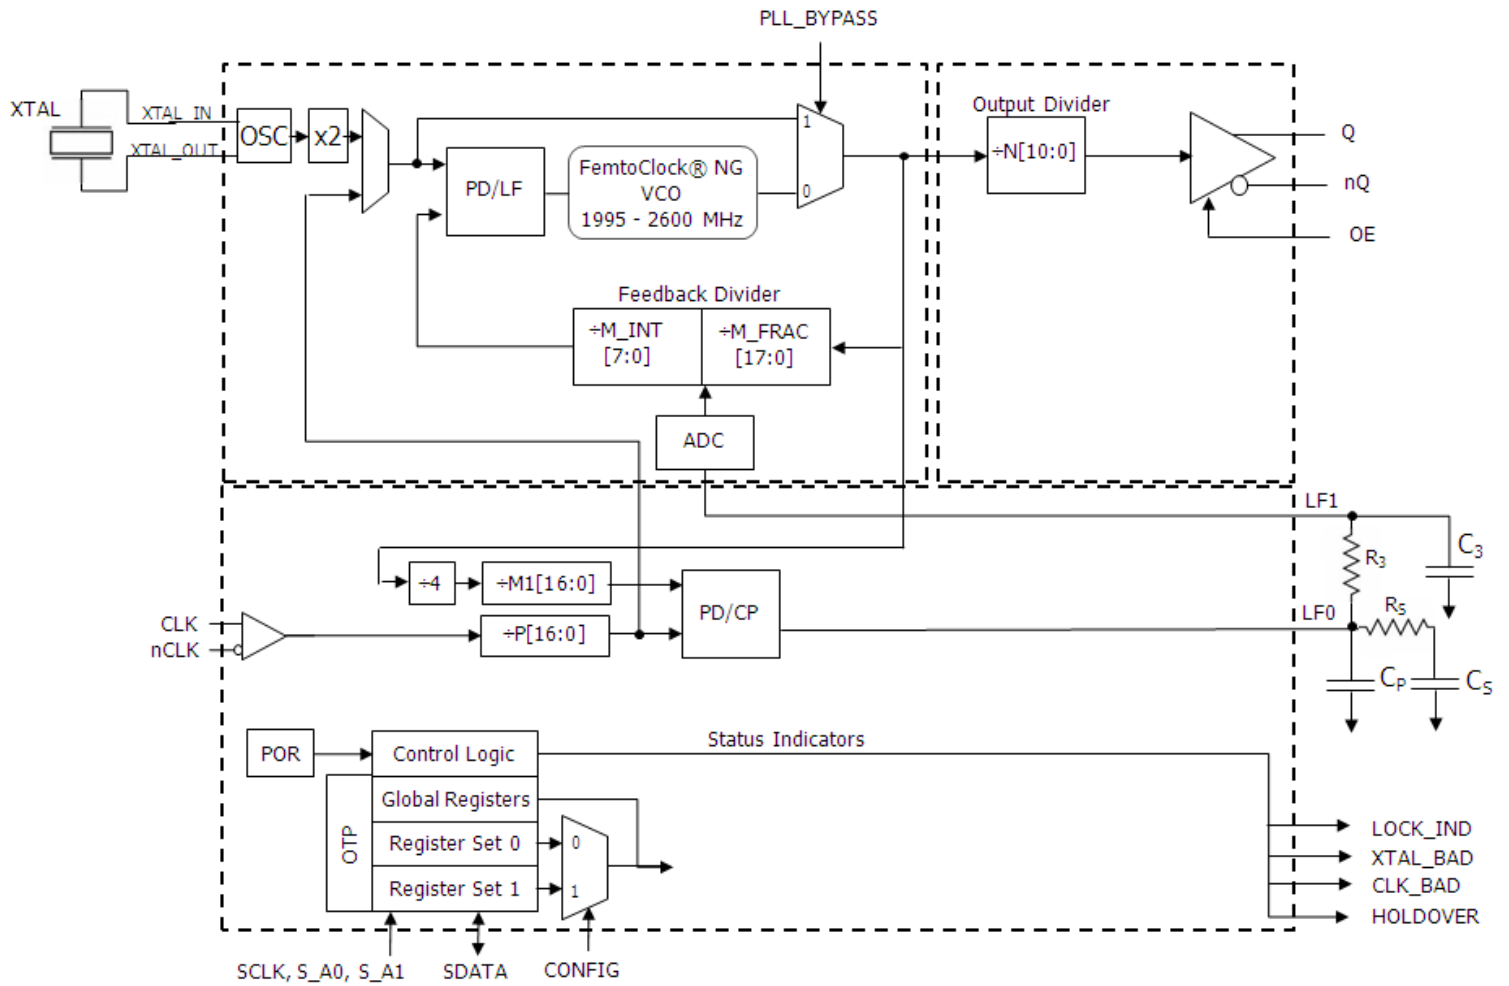 PLL_BYPASS
XTAL
XTAL_IN
XTAL_OUT
OSC
x2
PD/LF
FemtoClock® NG
VCO
1995 - 2600 MHz
1
0
Output Divider
÷N[10:0]
Q
nQ
OE
Feedback Divider
÷M_INT
[7:0]
÷M_FRAC
[17:0]
ADC
LF1
R3
C3
LF0
RS
CP
CS
÷4
÷M1[16:0]
PD/CP
CLK
nCLK
÷P[16:0]
POR
Control Logic
Status Indicators
Global Registers
OTP
Register Set 0
0
Register Set 1
1
LOCK_IND
XTAL_BAD
CLK_BAD
HOLDOVER
SCLK, S_A0, S_A1
SDATA
CONFIG